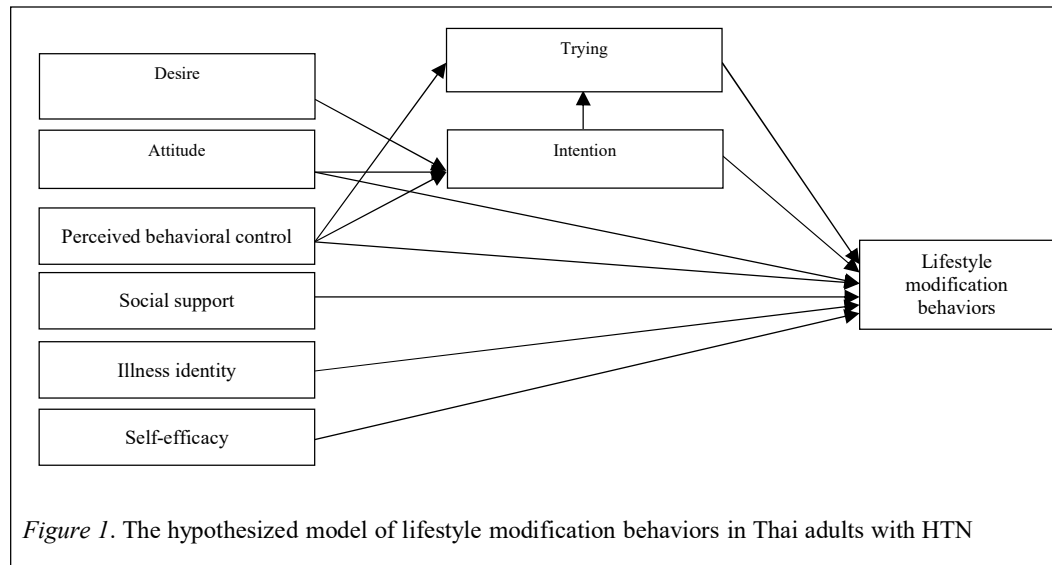 Desire
Trying
Attitude
Intention
Perceived behavioral control
Social support
Lifestyle
modification
behaviors
Illness identity
Self-efficacy
Figure 1. The hypothesized model of lifestyle modification behaviors in Thai adults with HTN